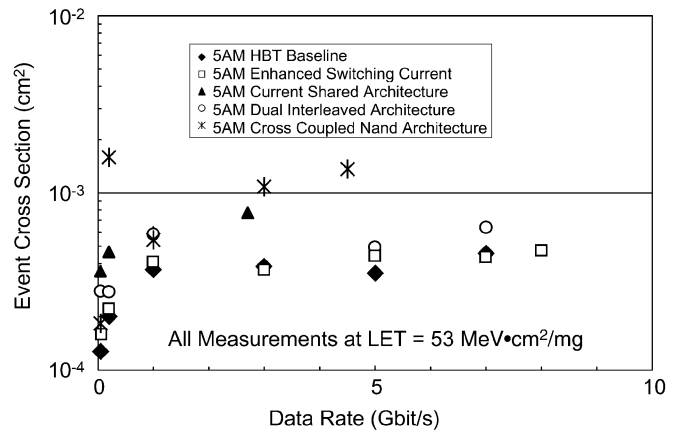 10-2
5AM HBT Baseline
5AM Enhanced Switching Current
5AM Current Shared Architecture
5AM Dual Interleaved Architecture
5AM Cross Coupled Nand Architecture
Event Cross Section (cm2)
10-3
All Measurements at LET = 53 MeV•cm2/mg
10-4
0
5
10
Data Rate (Gbit/s)